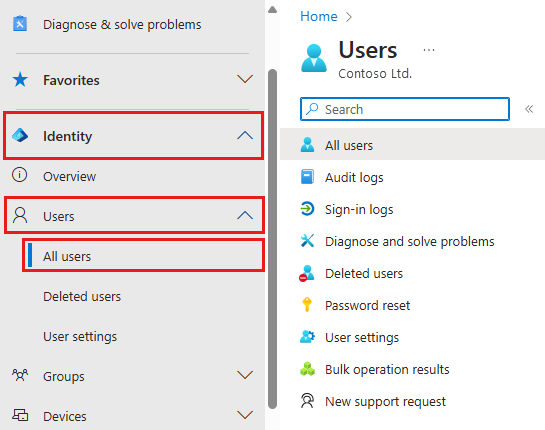 Diagnose & solve problems
Favorites
Identity
Overview
Users
All users
Deleted users
User settings
Groups
Devices
Home
Users ...
Contoso Ltd.
Search
All users
Audit logs
Sign-in logs
Diagnose and solve problems
Deleted users
Password reset
User settings
Bulk operation results
New support request